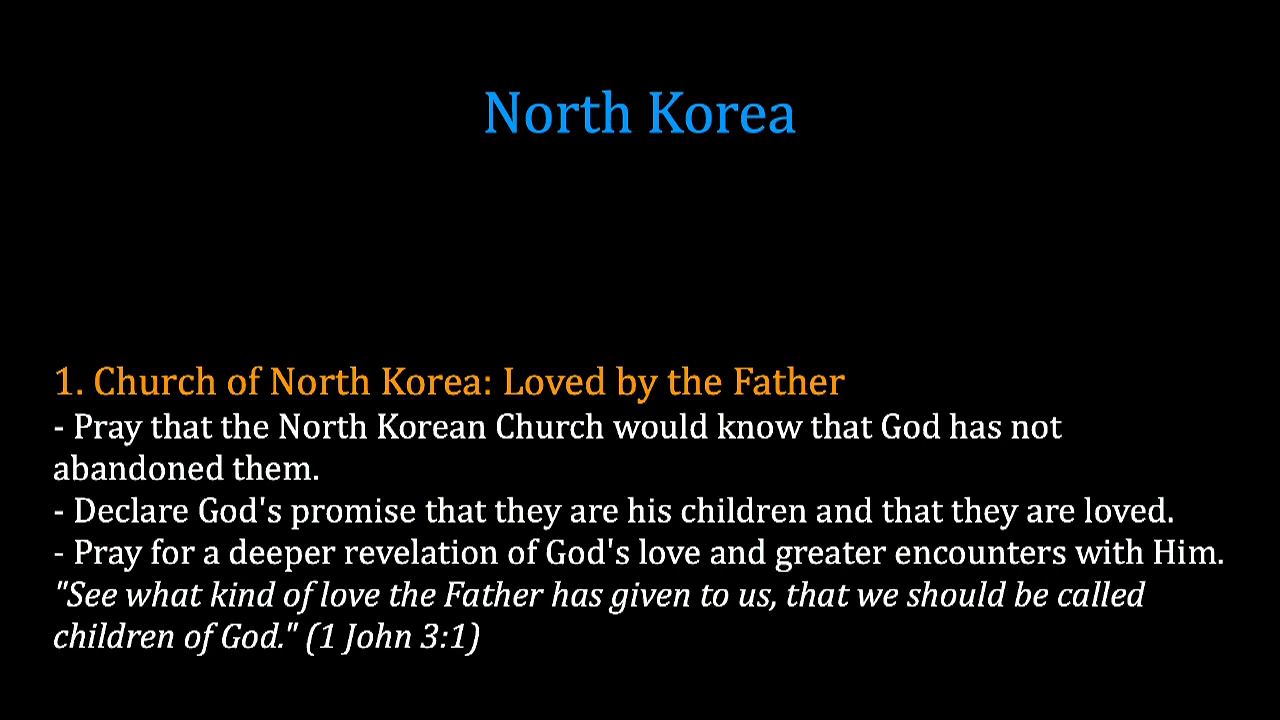 North Korea
1. Church of North Korea: Loved by the Father
- Pray that the North Korean Church would know that God has not
abandoned them.
- Declare God's promise that they are his children and that they are loved.
- Pray for a deeper revelation of God's love and greater encounters with Him.
"See what kind of love the Father has given to us, that we should be called
children of God." (1 John 3:1)